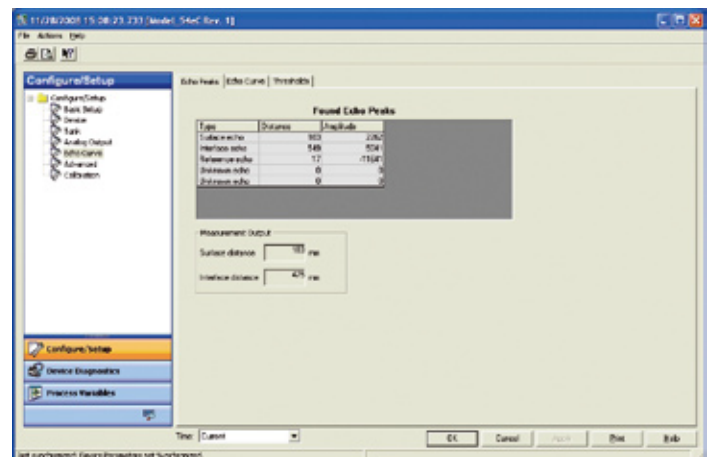 File Actions Help
Configure/Setup
Configure/Setup
Basic Setup
Device
Tank
Analog Output
Echo Curve
Advanced
Calibration
Configure/Setup
Device Diagnostics
Process Variables
Echo Peaks Echo Curve Thresholds
Found Echo Peaks
Type Distance Amplitude
Surface echo
Interface echo 549
Reference echo 17
Unknown echo 0 0
Unknown echo 0 0
Measurement Output
Surface distance mm
Interface distance mm
Time: Current
OK Cancel Apply Print Help